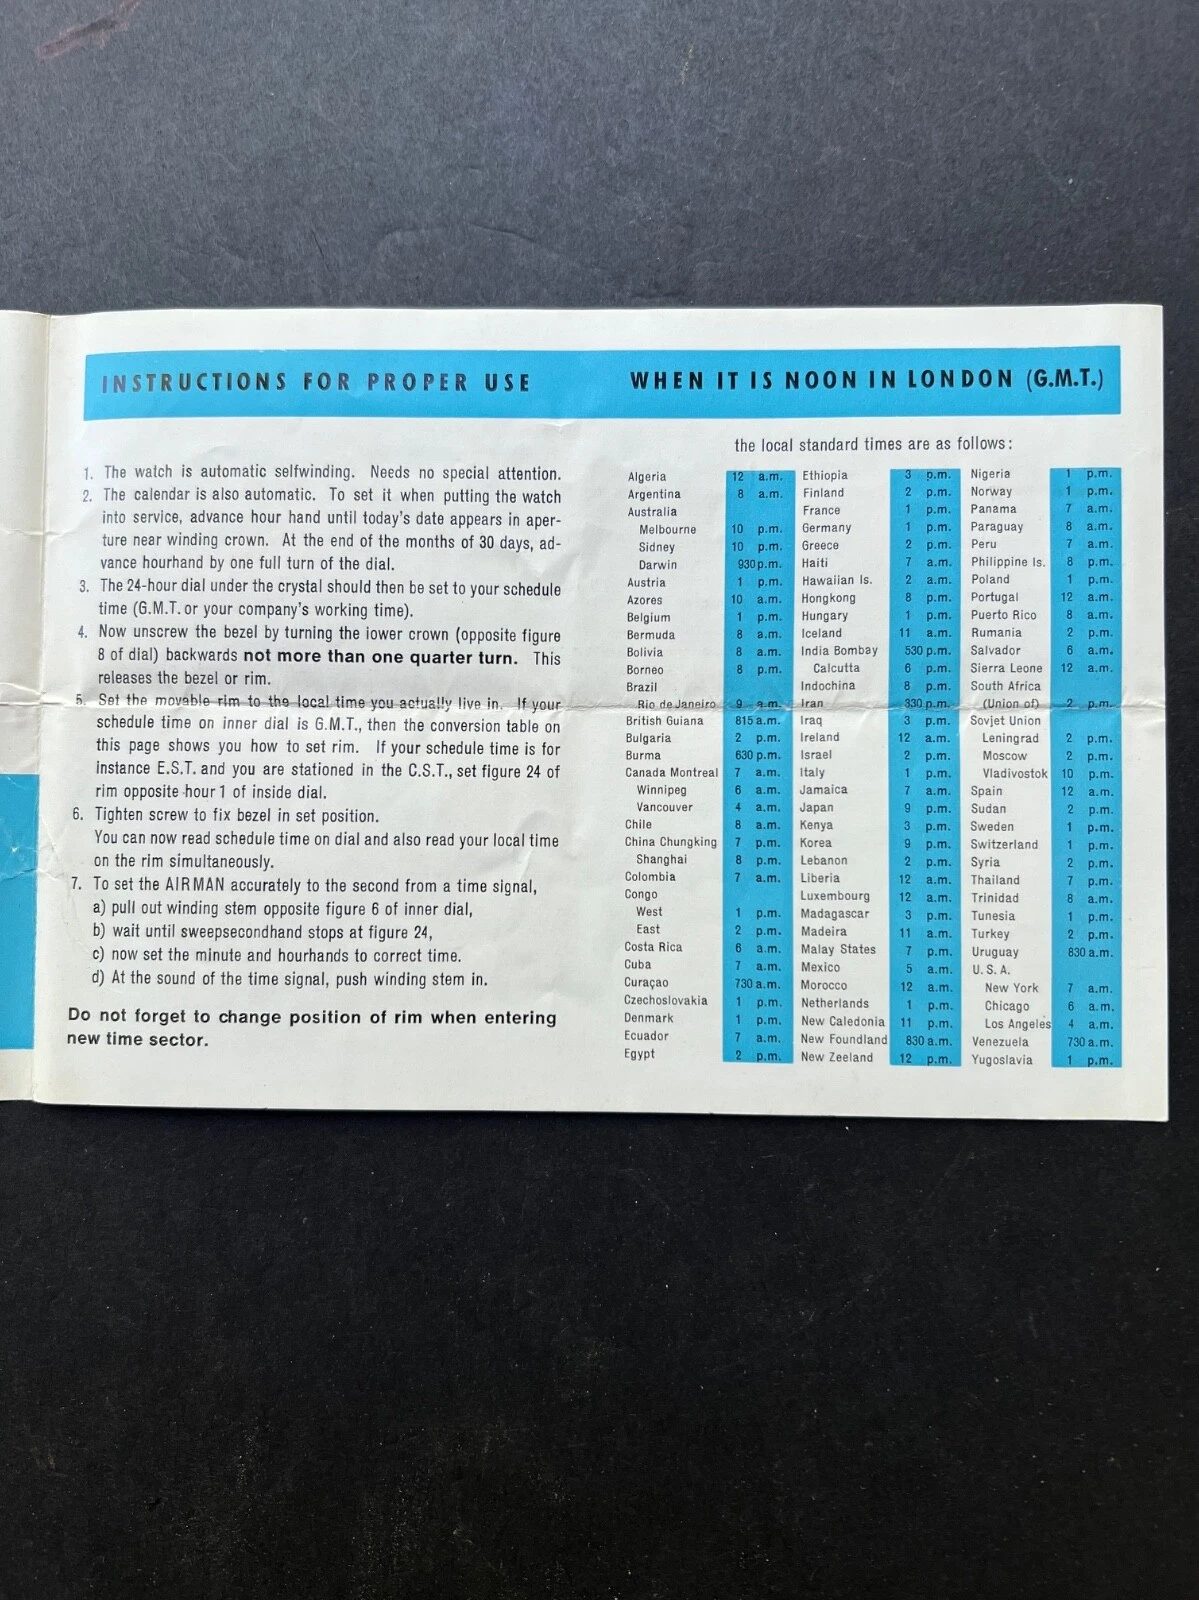 INSTRUCTIONS FOR PROPER USE
1. The watch is automatic selfwinding. Needs no special attention.
2. The calendar is also automatic. To set it when putting the watch
into service, advance hour hand until today's date appears in aper-
ture near winding crown. At the end of the months of 30 days, ad-
vance hourhand by one full turn of the dial.
3. The 24-hour dial under the crystal should then be set to your schedule
time (G.M.T. or your company's working time).
4. Now unscrew the bezel by turning the lower crown (opposite figure
8 of dial) backwards not more than one quarter turn. This
releases the bezel or rim.
5. Set the movable rim to the local time you actually live in. If your
schedule time on inner dial is G.M.T., then the conversion table on
this page shows you how to set rim. If your schedule time is for
instance E.S.T. and you are stationed in the C.S.T., set figure 24 of
rim opposite hour 1 of inside dial.
6. Tighten screw to fix bezel in set position.
You can now read schedule time on dial and also read your local time
on the rim simultaneously.
7. To set the AIRMAN accurately to the second from a time signal,
a) pull out winding stem opposite figure 6 of inner dial,
b) wait until sweepsecondhand stops at figure 24,
c) now set the minute and hourhands to correct time.
d) At the sound of the time signal, push winding stem in.
Do not forget to change position of rim when entering
new time sector.
WHEN IT IS NOON IN LONDON (G.M.T.)
the local standard times are as follows:
Algeria 12 a.m.
Argentina 8 a.m.
Australia
Melbourne 10 p.m.
Sidney 10 p.m.
Darwin 930 p.m.
Austria 1 p.m.
Azores 10 a.m.
Belgium 1 p.m.
Bermuda 8 a.m.
Bolivia 8 a.m.
Borneo 8 p.m.
Brazil
Rio de Janeiro 9 a.m.
British Guiana 815 a.m.
Bulgaria 2 p.m.
Burma 630 p.m.
Canada Montreal 7 a.m.
Winnipeg 6 a.m.
Vancouver 4 a.m.
Chile 8 a.m.
China Chungking 7 p.m.
Shanghai 8 p.m.
Colombia 7 a.m.
Congo
West 1 p.m.
East 2 p.m.
Costa Rica 6 a.m.
Cuba 7 a.m.
Curaçao 730 a.m.
Czechoslovakia 1 p.m.
Denmark 1 p.m.
Ecuador 7 a.m.
Egypt 2 p.m.
Ethiopia 3 p.m.
Finland 2 p.m.
France 1 p.m.
Germany 1 p.m.
Greece 2 p.m.
Haiti 7 a.m.
Hawaiian Is. 2 a.m.
Hongkong 8 p.m.
Hungary 1 p.m.
Iceland 11 a.m.
India Bombay 530 p.m.
Calcutta 6 p.m.
Indochina 8 p.m.
Iran 330 p.m.
Iraq 3 p.m.
Ireland 12 a.m.
Israel 2 p.m.
Italy 1 p.m.
Jamaica 7 a.m.
Japan 9 p.m.
Kenya 3 p.m.
Korea 9 p.m.
Lebanon 2 p.m.
Liberia 12 a.m.
Luxembourg 12 a.m.
Madagascar 3 p.m.
Madeira 11 a.m.
Malay States 7 p.m.
Mexico 5 a.m.
Morocco 12 a.m.
Netherlands 1 p.m.
New Caledonia 11 p.m.
New Foundland 830 a.m.
New Zeeland 12 p.m.
Nigeria 1 p.m.
Norway 1 p.m.
Panama 7 a.m.
Paraguay 8 a.m.
Peru 7 a.m.
Philippine Is. 8 p.m.
Poland 1 p.m.
Portugal 12 a.m.
Puerto Rico 8 a.m.
Rumania 2 p.m.
Salvador 6 a.m.
Sierra Leone 12 a.m.
South Africa
(Union of) 2 p.m.
Sovjet Union
Leningrad 2 p.m.
Moscow 2 p.m.
Vladivostok 10 p.m.
Spain 12 a.m.
Sudan 2 p.m.
Sweden 1 p.m.
Switzerland 1 p.m.
Syria 2 p.m.
Thailand 7 p.m.
Trinidad 8 a.m.
Tunesia 1 p.m.
Turkey 2 p.m.
Uruguay 830 a.m.
U.S.A.
New York 7 a.m.
Chicago 6 a.m.
Los Angeles 4 a.m.
Venezuela 730 a.m.
Yugoslavia 1 p.m.